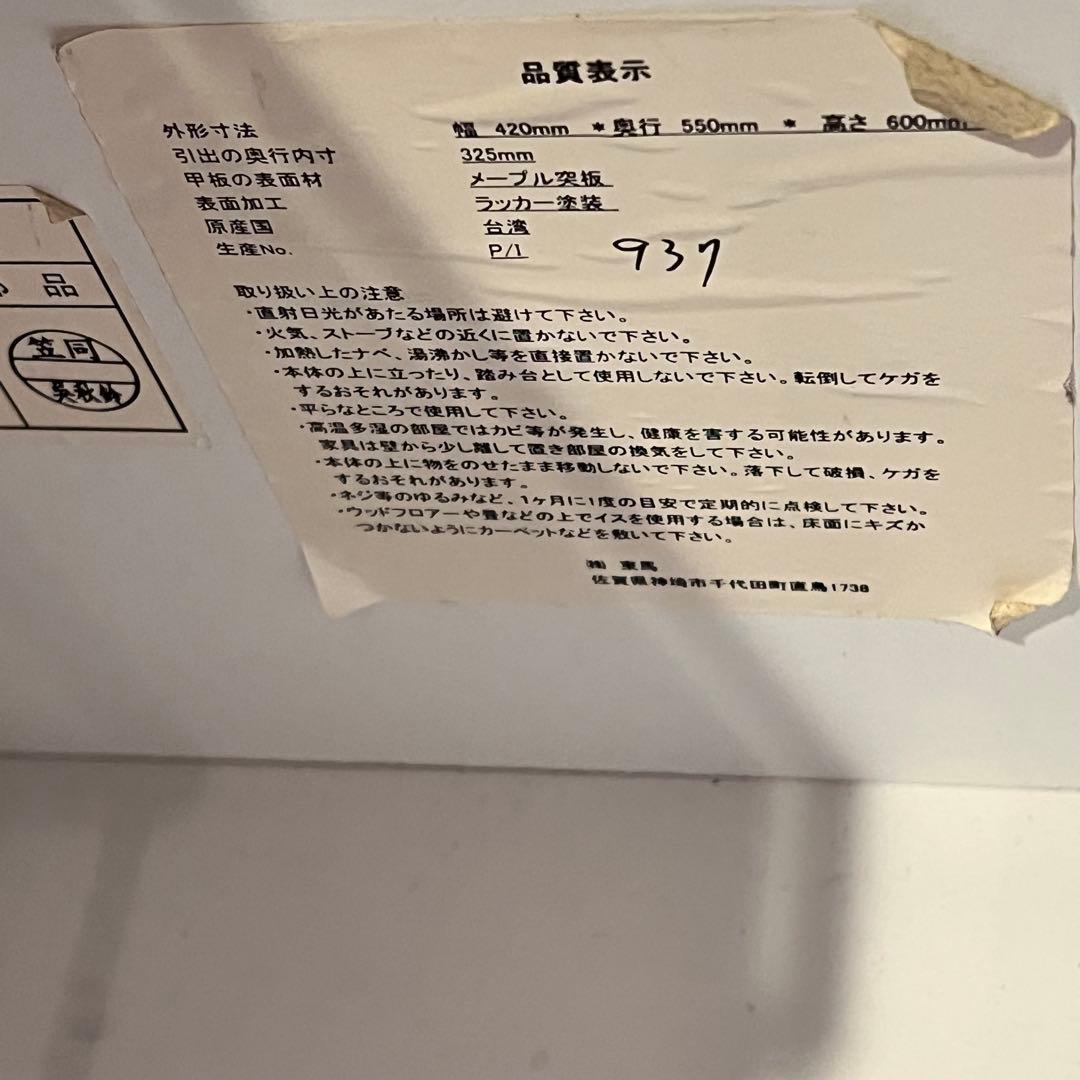 品質表示
外形寸法 幅 420mm *奥行 550mm * 高さ 600mm
引出の奥行内寸 325mm
甲板の表面材 メープル突板
表面加工 ラッカー塗装
原産国 台湾
生産No. P/I 937
取り扱い上の注意
・直射日光があたる場所は避けて下さい。
・火気、ストーブなどの近くに置かないで下さい。
・加熱したナベ、湯沸かし等を直接置かないで下さい。
・本体の上に立ったり、踏み台として使用しないで下さい。転倒してケガを
するおそれがあります。
・平らなところで使用して下さい。
・高温多湿の部屋ではカビ等が発生し、健康を害する可能性があります。
家具は壁から少し離して置き部屋の換気をして下さい。
・本体の上に物をのせたまま移動しないで下さい。落下して破損、ケガを
するおそれがあります。
・ネジ等のゆるみなど、1ヶ月に1度の目安で定期的に点検して下さい。
・ウッドフロアーや畳などの上でイスを使用する場合は、床面にキズか
つかないようにカーペットなどを敷いて下さい。
㈱ 東馬
佐賀県神埼市千代田町直鳥1738
品
笠同